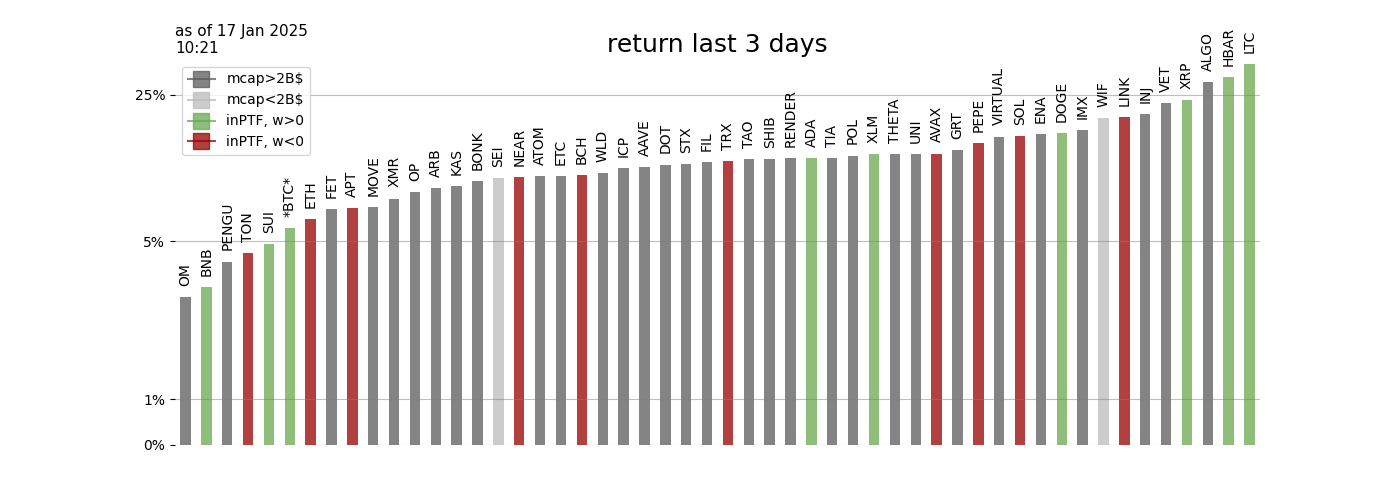 as of 17 Jan 2025
10:21
return last 3 days
mcap>2B$
mcap<2B$
inPTF, w>0
inPTF, w<0
25%
5%
1%
0%
OM
BNB
PENGU
TON
SUI
*BTC*
ETH
FET
APT
MOVE
XMR
OP
ARB
KAS
BONK
SEI
NEAR
ATOM
ETC
BCH
WLD
ICP
AAVE
DOT
STX
FIL
TRX
TAO
SHIB
RENDER
ADA
TIA
POL
XLM
THETA
UNI
AVAX
GRT
PEPE
VIRTUAL
SOL
ENA
DOGE
IMX
WIF
LINK
INJ
VET
XRP
ALGO
HBAR
LTC